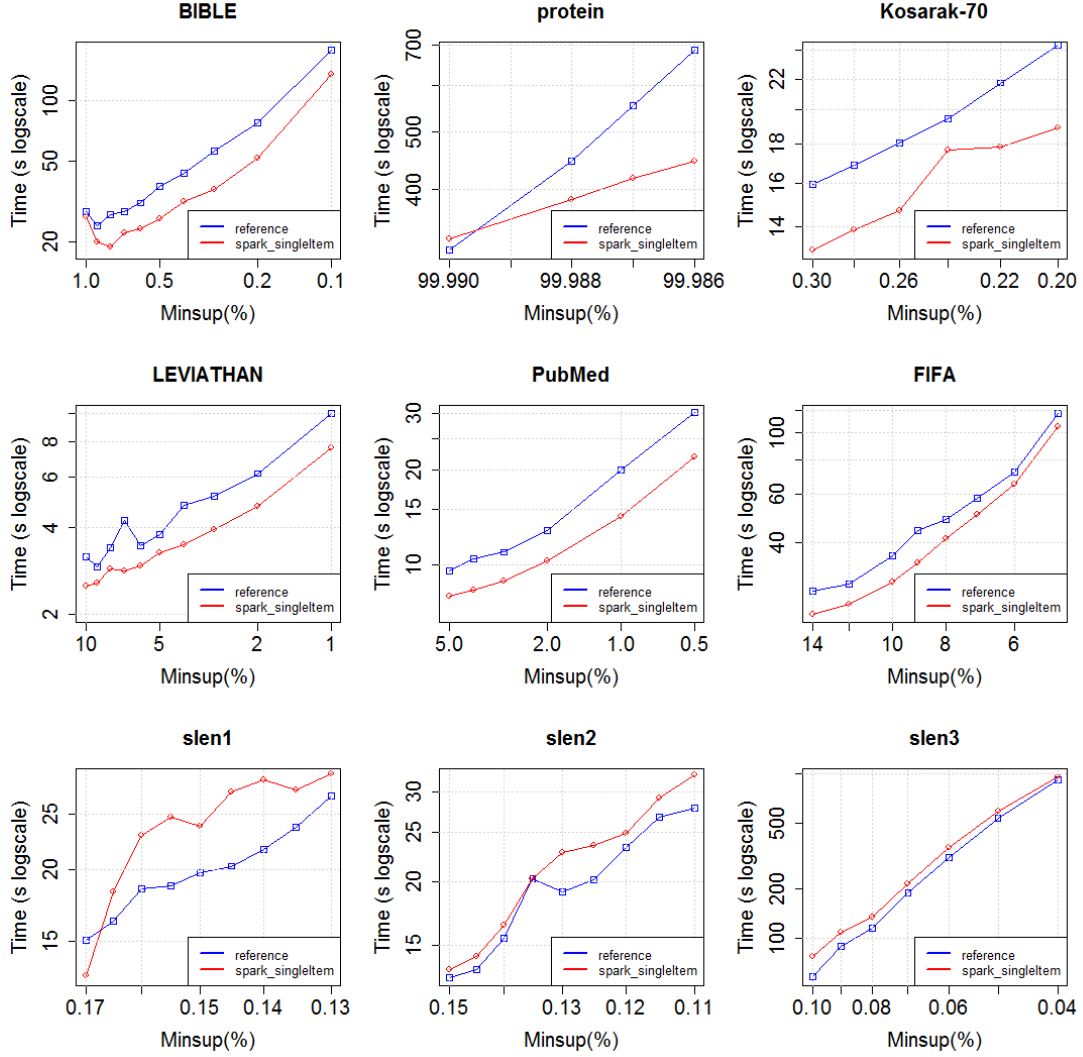 BIBLE
Time (s logscale)
100
50
20
reference
spark_singleItem
1.0 0.5 0.2 0.1
Minsup(%)
protein
Time (s logscale)
700
500
400
reference
spark_singleItem
99.990 99.988 99.986
Minsup(%)
Kosarak-70
Time (s logscale)
22
18
16
14
reference
spark_singleItem
0.30 0.26 0.22 0.20
Minsup(%)
LEVIATHAN
Time (s logscale)
8
6
4
2
reference
spark_singleItem
10 5 2 1
Minsup(%)
PubMed
Time (s logscale)
30
20
15
10
reference
spark_singleItem
5.0 2.0 1.0 0.5
Minsup(%)
FIFA
Time (s logscale)
100
60
40
reference
spark_singleItem
14 10 8 6
Minsup(%)
slen1
Time (s logscale)
25
20
15
reference
spark_singleItem
0.17 0.15 0.14 0.13
Minsup(%)
slen2
Time (s logscale)
30
25
20
15
reference
spark_singleItem
0.15 0.13 0.12 0.11
Minsup(%)
slen3
Time (s logscale)
500
200
100
reference
spark_singleItem
0.10 0.08 0.06 0.04
Minsup(%)